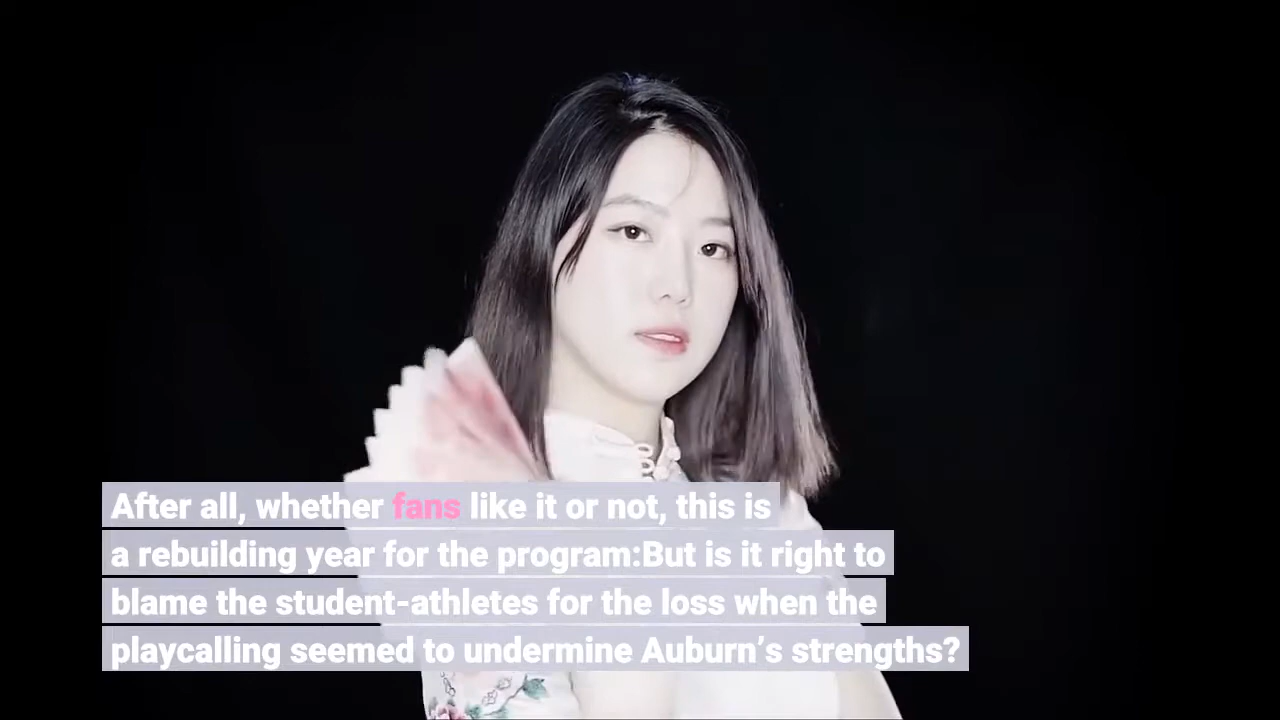 After all, whether fans like it or not, this is
a rebuilding year for the program:But is it right to
blame the student-athletes for the loss when the
playcalling seemed to undermine Auburn’s strengths?